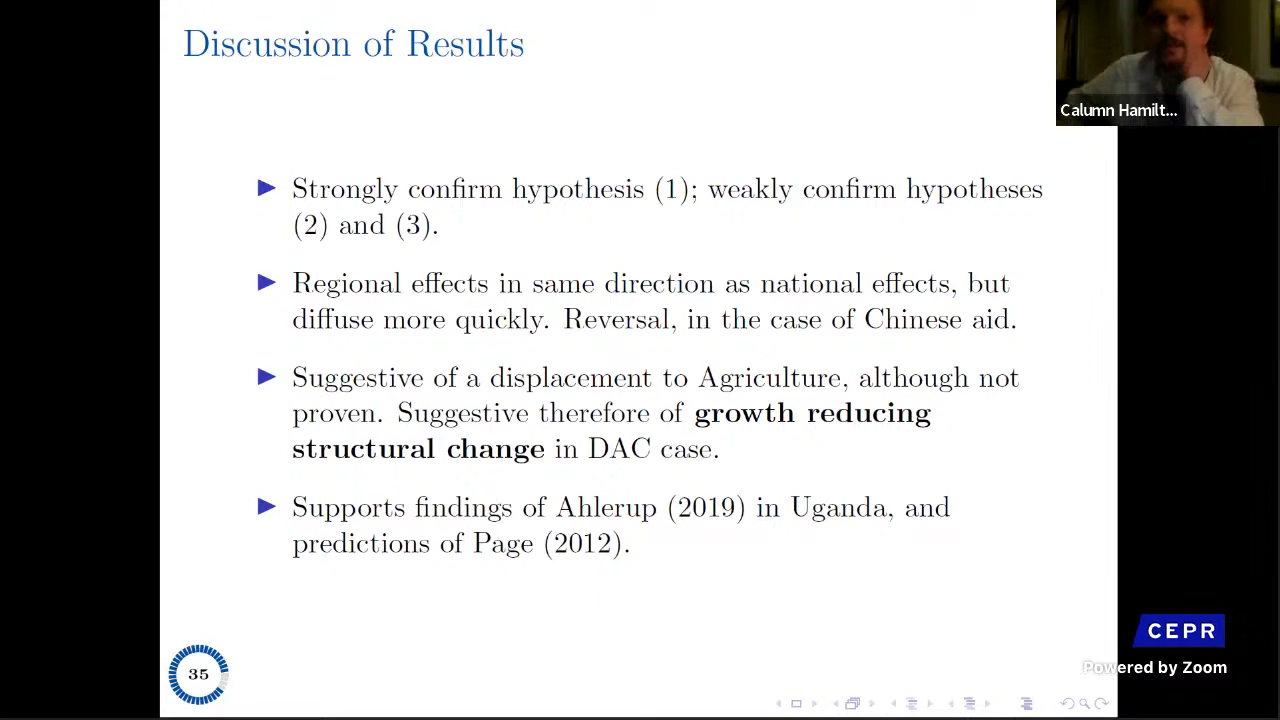 Discussion of Results
Calumn Hamilt...
Strongly confirm hypothesis (1); weakly confirm hypotheses
(2) and (3).
Regional effects in same direction as national effects, but
diffuse more quickly. Reversal, in the case of Chinese aid.
Suggestive of a displacement to Agriculture, although not
proven. Suggestive therefore of growth reducing
structural change in DAC case.
Supports findings of Ahlerup (2019) in Uganda, and
predictions of Page (2012).
CEPR
Powered by Zoom
35